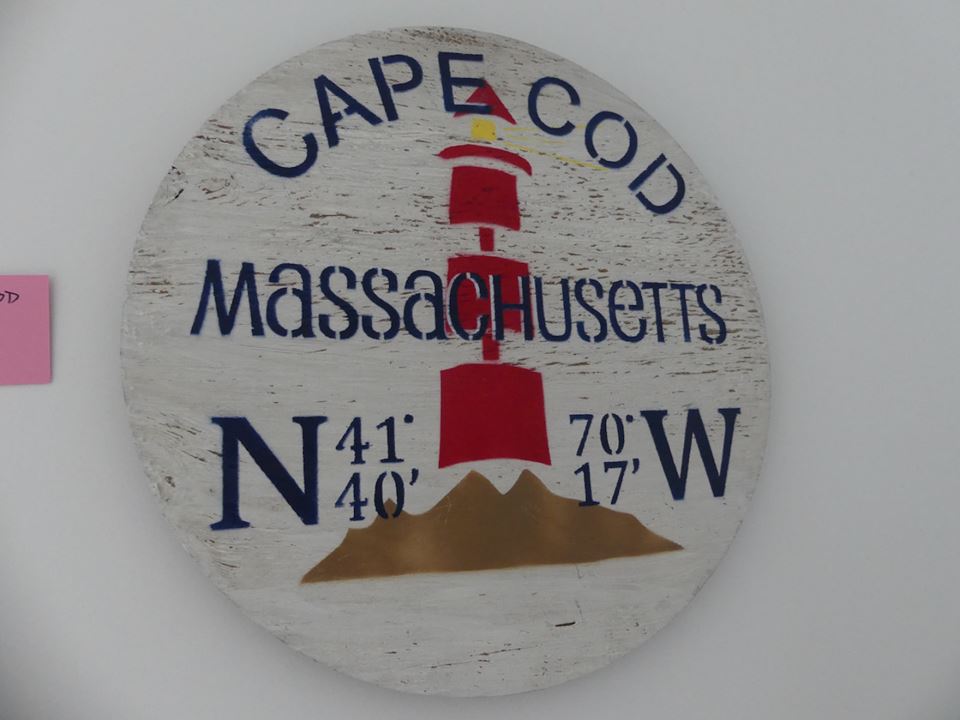 CAPE COD
Massachusetts
N 41° 70° W
40' 17'